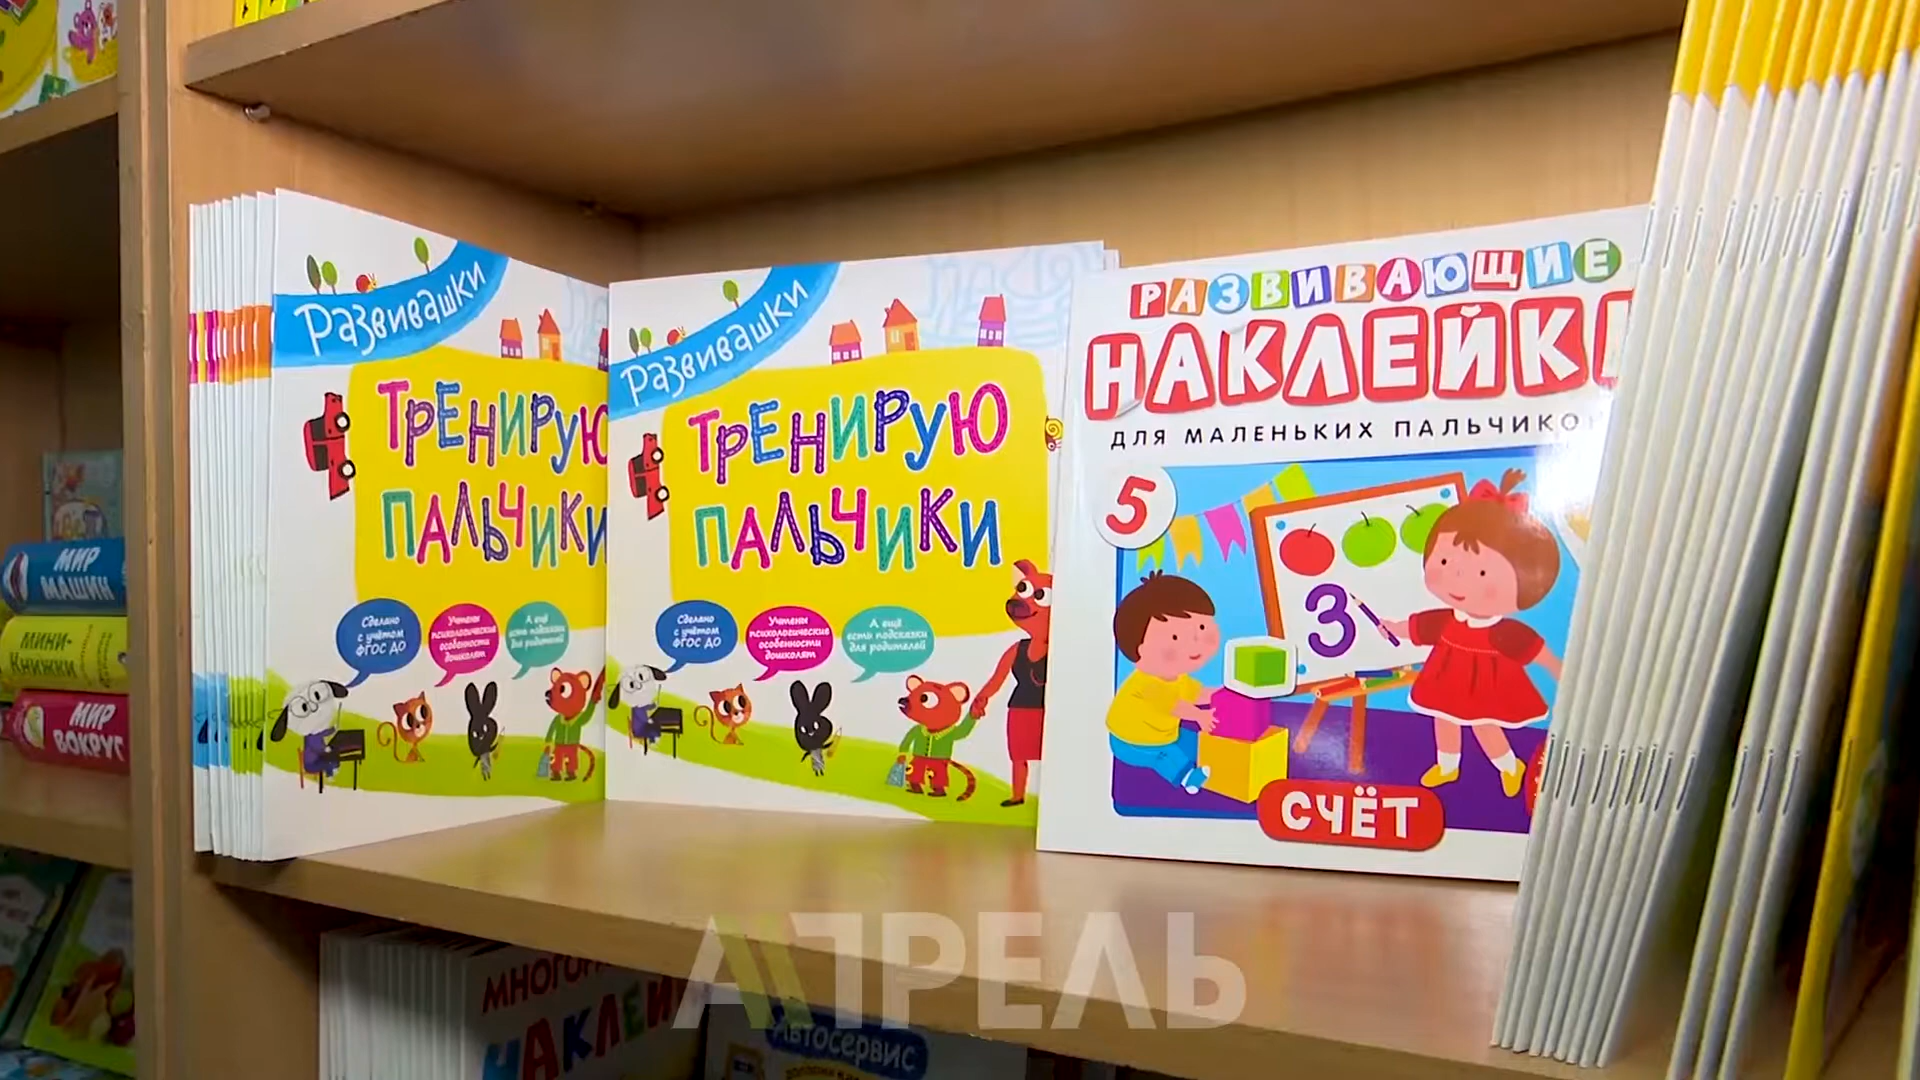 Развивашки
ТРЕНИРУЮ
ПАЛЬЧИКИ
Сделано
с учётом
ФГОС ДО
Учтены
психологические
особенности
дошколят
А ещё
есть подсказки
для родителей
Развивашки
ТРЕНИРУЮ
ПАЛЬЧИКИ
Сделано
с учётом
ФГОС ДО
Учтены
психологические
особенности
дошколят
А ещё
есть подсказки
для родителей
РАЗВИВАЮЩИЕ
НАКЛЕЙКИ
ДЛЯ МАЛЕНЬКИХ ПАЛЬЧИКО
5
3
СЧЁТ
МИР
МАШИН
МИНИ-
КНИЖКИ
МИР
ВОКРУГ
АПРЕЛЬ
МНОГОР
НАКЛЕЙ
Автосервис